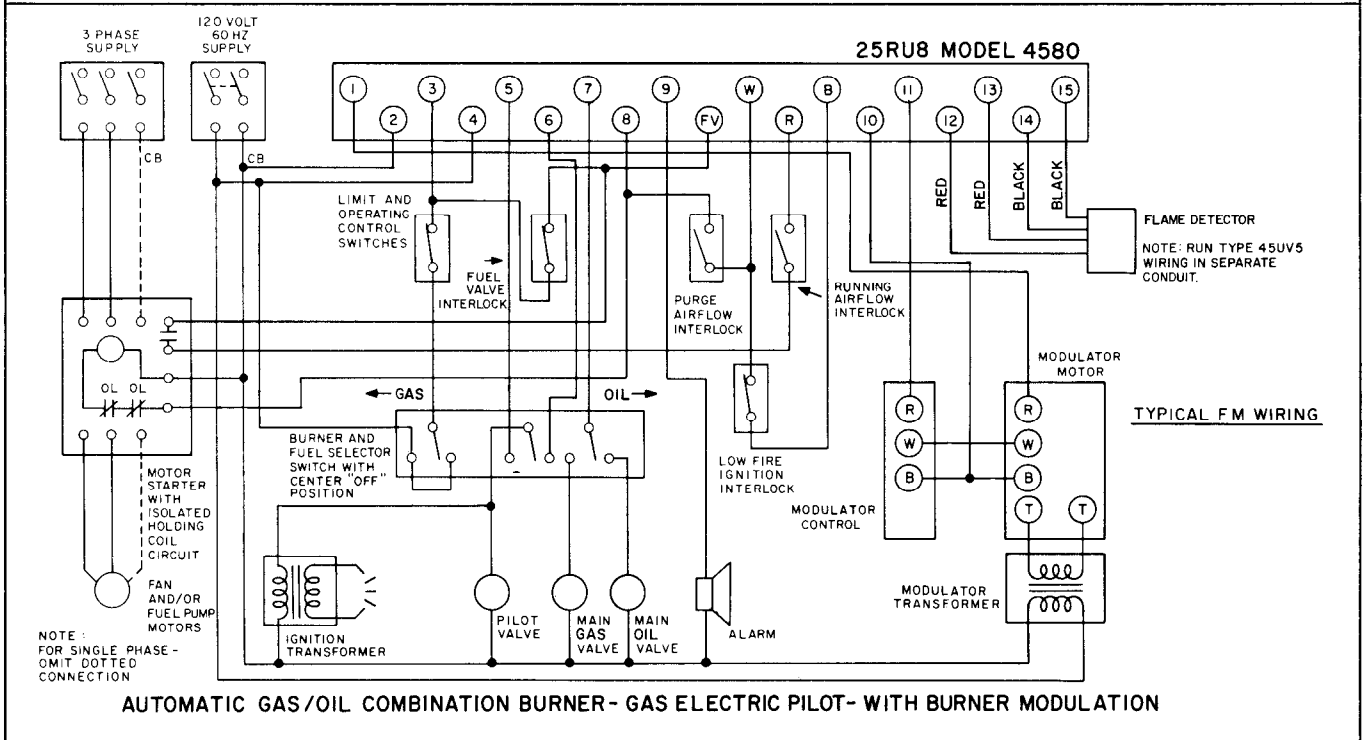 3 PHASE
SUPPLY
120 VOLT
60 HZ
SUPPLY
25RU8 MODEL 4580
1
3
5
7
9
W
B
11
13
15
2
4
6
8
FV
R
10
12
14
CB
CB
RED
RED
BLACK
BLACK
LIMIT AND
OPERATING
CONTROL
SWITCHES
FUEL
VALVE
INTERLOCK
PURGE
AIRFLOW
INTERLOCK
RUNNING
AIRFLOW
INTERLOCK
FLAME DETECTOR
NOTE: RUN TYPE 45UV5
WIRING IN SEPARATE
CONDUIT.
OL OL
GAS
OIL
BURNER AND
FUEL SELECTOR
SWITCH WITH
CENTER "OFF"
POSITION
LOW FIRE
IGNITION
INTERLOCK
MODULATOR
CONTROL
R
W
B
MODULATOR
MOTOR
R
W
B
T
T
TYPICAL FM WIRING
MOTOR
STARTER
WITH
ISOLATED
HOLDING
COIL
CIRCUIT
FAN
AND/OR
FUEL PUMP
MOTORS
NOTE :
FOR SINGLE PHASE-
OMIT DOTTED
CONNECTION
IGNITION
TRANSFORMER
PILOT
VALVE
MAIN
GAS
VALVE
MAIN
OIL
VALVE
ALARM
MODULATOR
TRANSFORMER
AUTOMATIC GAS/OIL COMBINATION BURNER- GAS ELECTRIC PILOT- WITH BURNER MODULATION